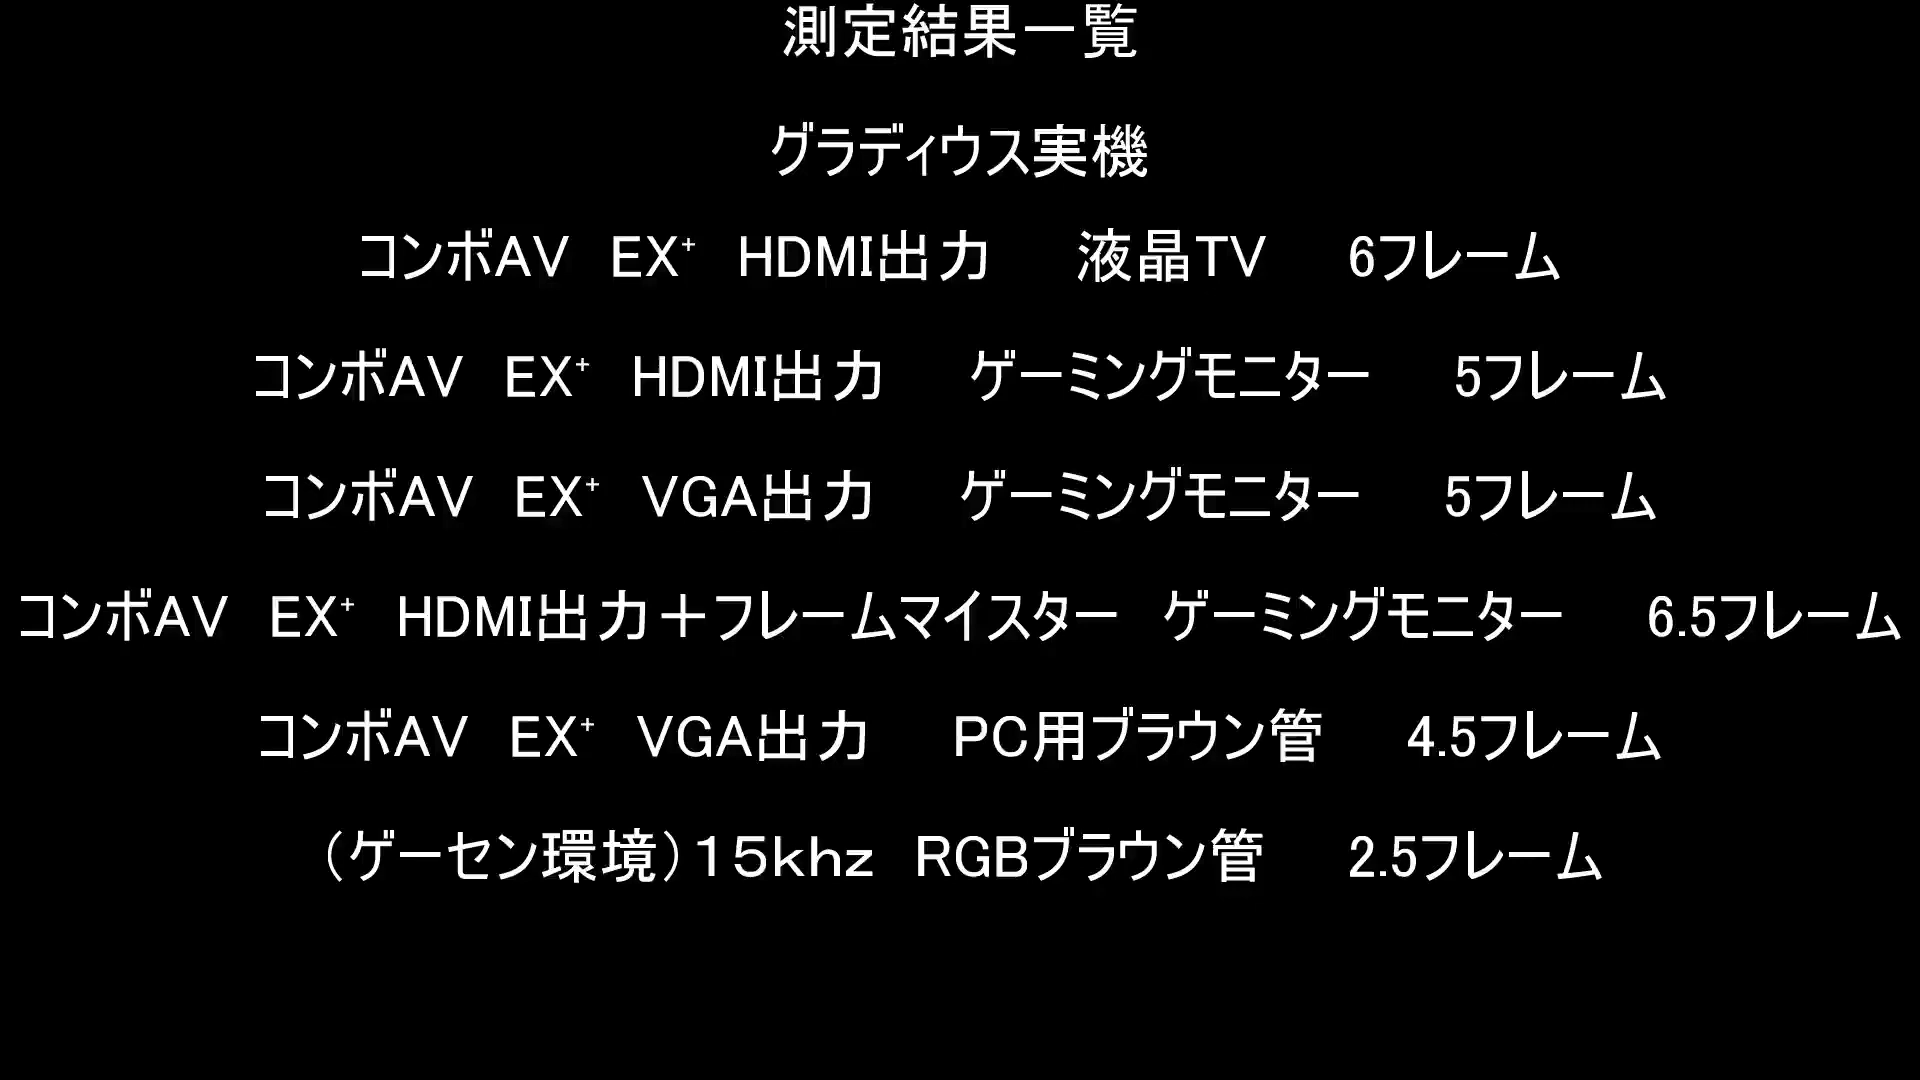 測定結果一覧
グラディウス実機
コンボAV　EX⁺　HDMI出力　　液晶TV　　6フレーム
コンボAV　EX⁺　HDMI出力　　ゲーミングモニター　　5フレーム
コンボAV　EX⁺　VGA出力　　ゲーミングモニター　　5フレーム
コンボAV　EX⁺　HDMI出力＋フレームマイスター　ゲーミングモニター　　6.5フレーム
コンボAV　EX⁺　VGA出力　　PC用ブラウン管　　4.5フレーム
（ゲーセン環境）１５ｋｈｚ　RGBブラウン管　　2.5フレーム